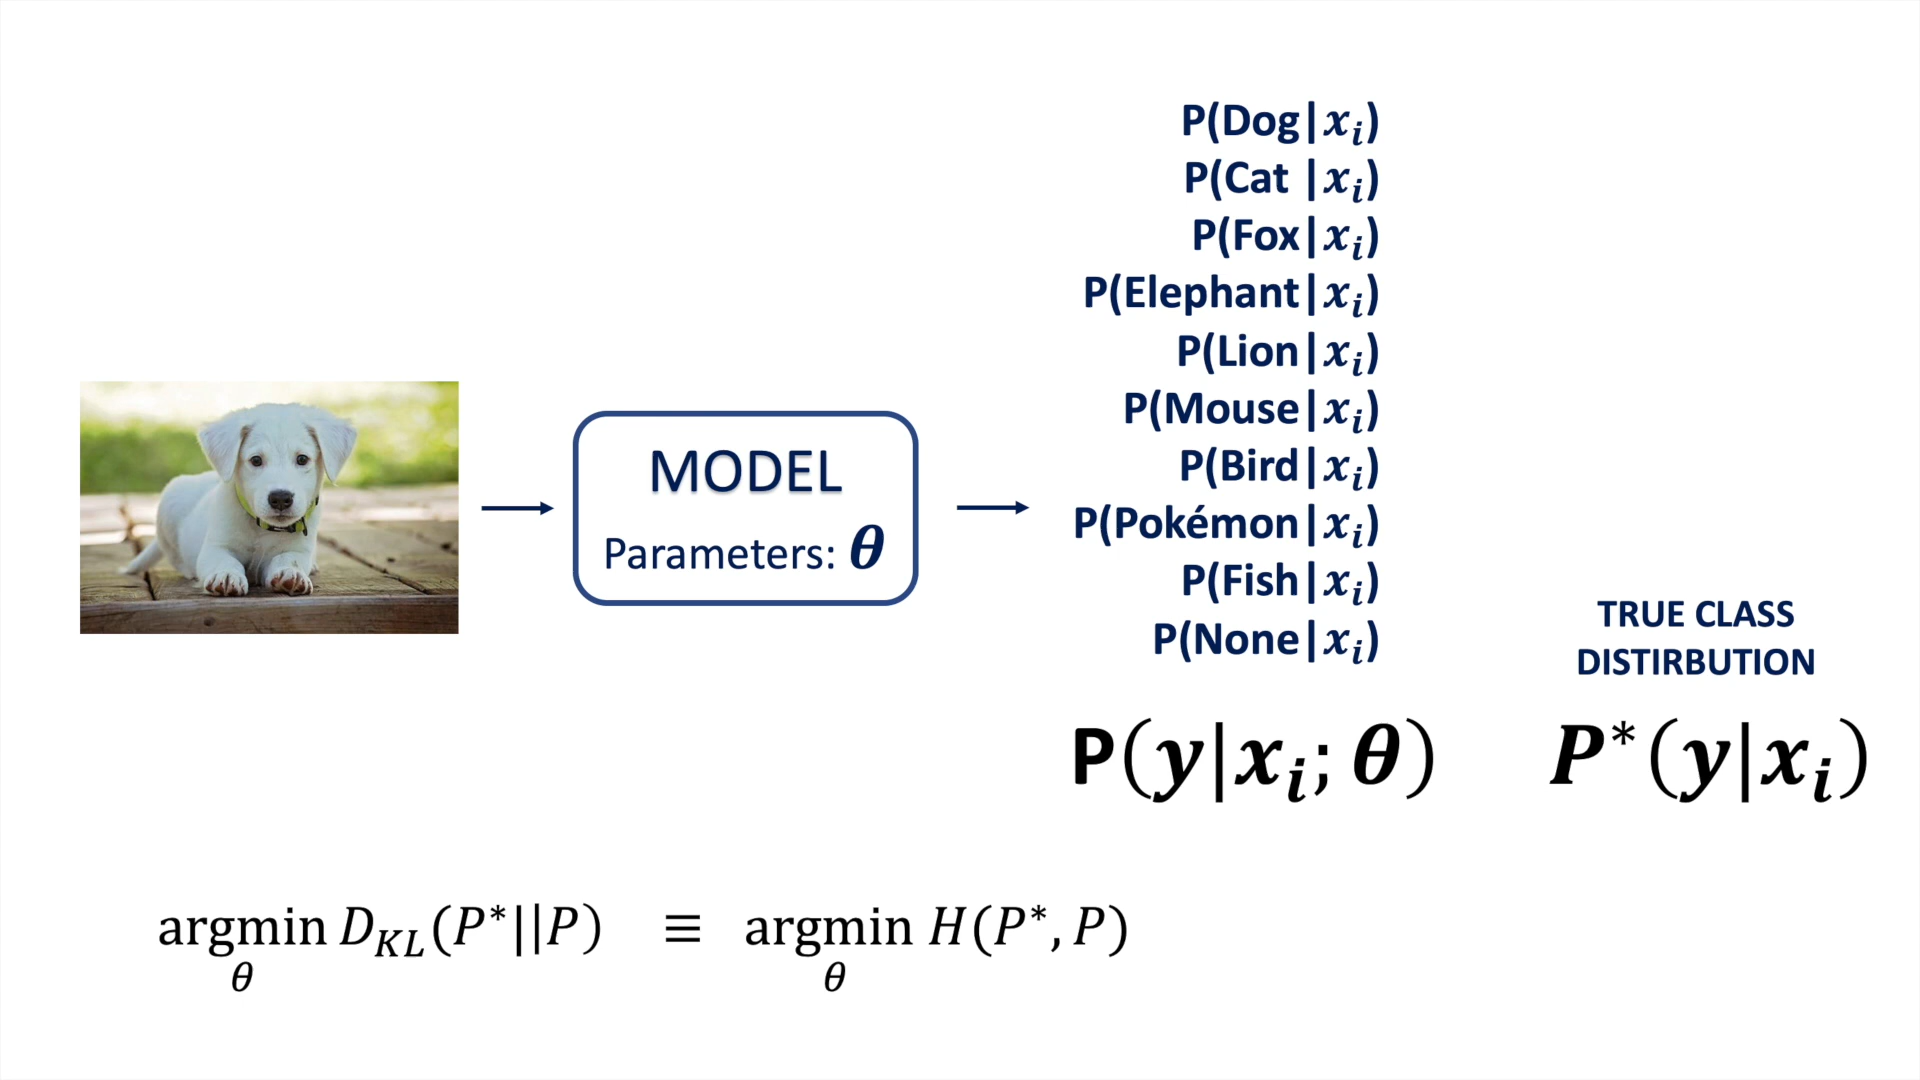 P(Dog|xᵢ)
P(Cat |xᵢ)
P(Fox|xᵢ)
P(Elephant|xᵢ)
P(Lion|xᵢ)
P(Mouse|xᵢ)
P(Bird|xᵢ)
P(Pokémon|xᵢ)
P(Fish|xᵢ)
P(None|xᵢ)
MODEL
Parameters: θ
TRUE CLASS
DISTIRBUTION
P(y|xᵢ; θ)
P*(y|xᵢ)
argmin D_KL(P*||P) ≡ argmin H(P*, P)
θ θ